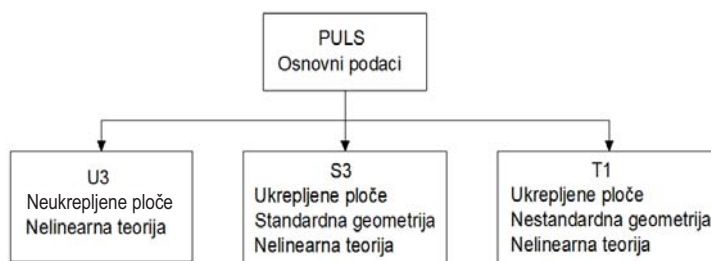 PULS
Osnovni podaci
U3
Neukrepljene ploče
Nelinearna teorija
S3
Ukrepljene ploče
Standardna geometrija
Nelinearna teorija
T1
Ukrepljene ploče
Nestandardna geometrija
Nelinearna teorija